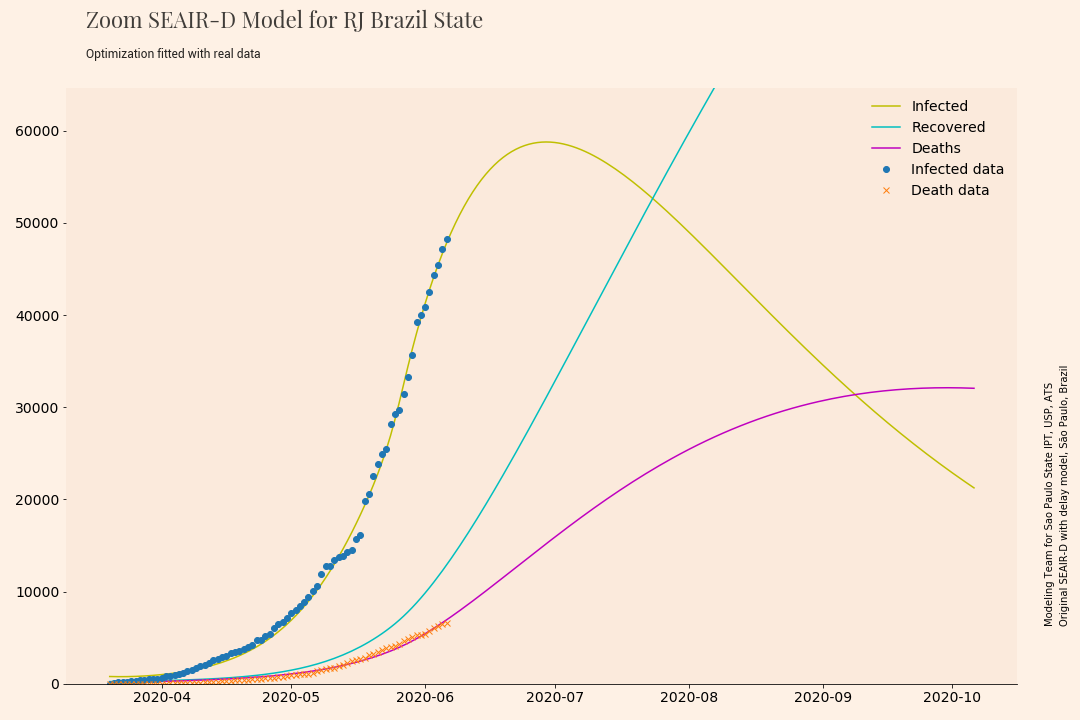 Zoom SEAIR-D Model for RJ Brazil State
Optimization fitted with real data
Infected
Recovered
Deaths
Infected data
Death data
60000
50000
40000
30000
20000
10000
0
2020-04
2020-05
2020-06
2020-07
2020-08
2020-09
2020-10
Modeling Team for Sao Paulo State IPT, USP, ATS
Original SEAIR-D with delay model, São Paulo, Brazil